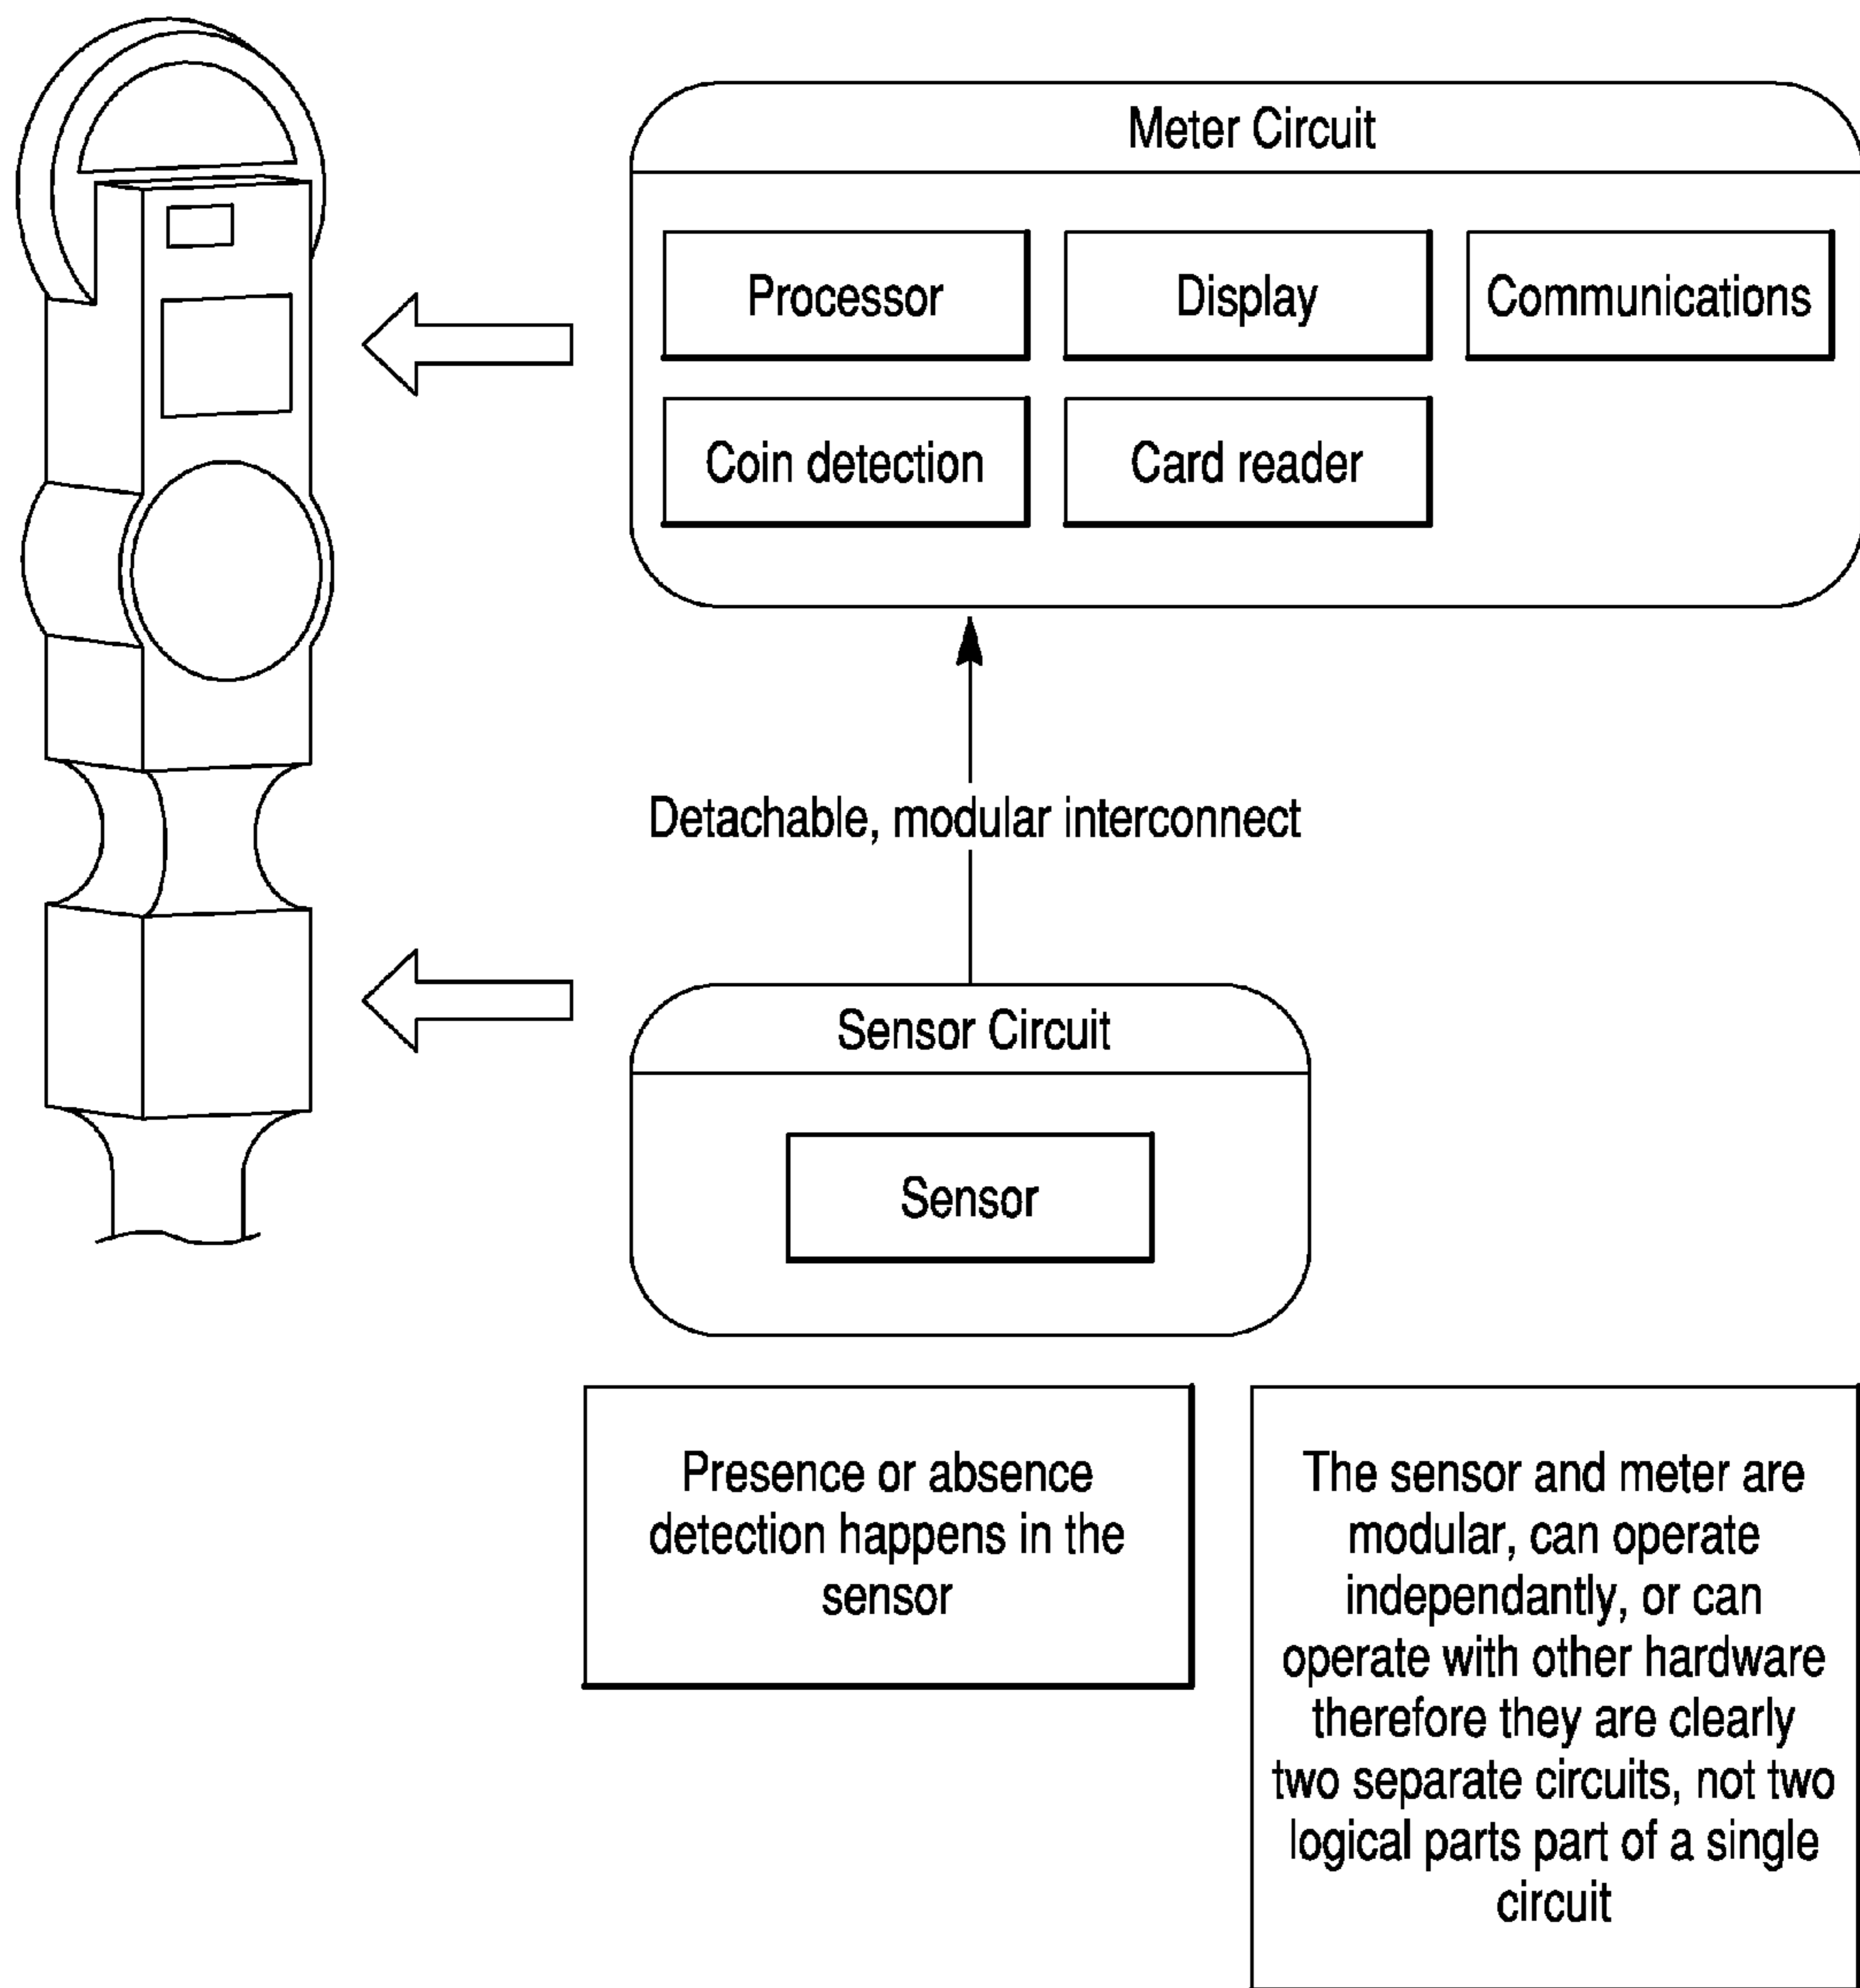 Meter Circuit
Processor
Display
Communications
Coin detection
Card reader
Detachable, modular interconnect
Sensor Circuit
Sensor
Presence or absence
detection happens in the
sensor
The sensor and meter are
modular, can operate
independantly, or can
operate with other hardware
therefore they are clearly
two separate circuits, not two
logical parts part of a single
circuit